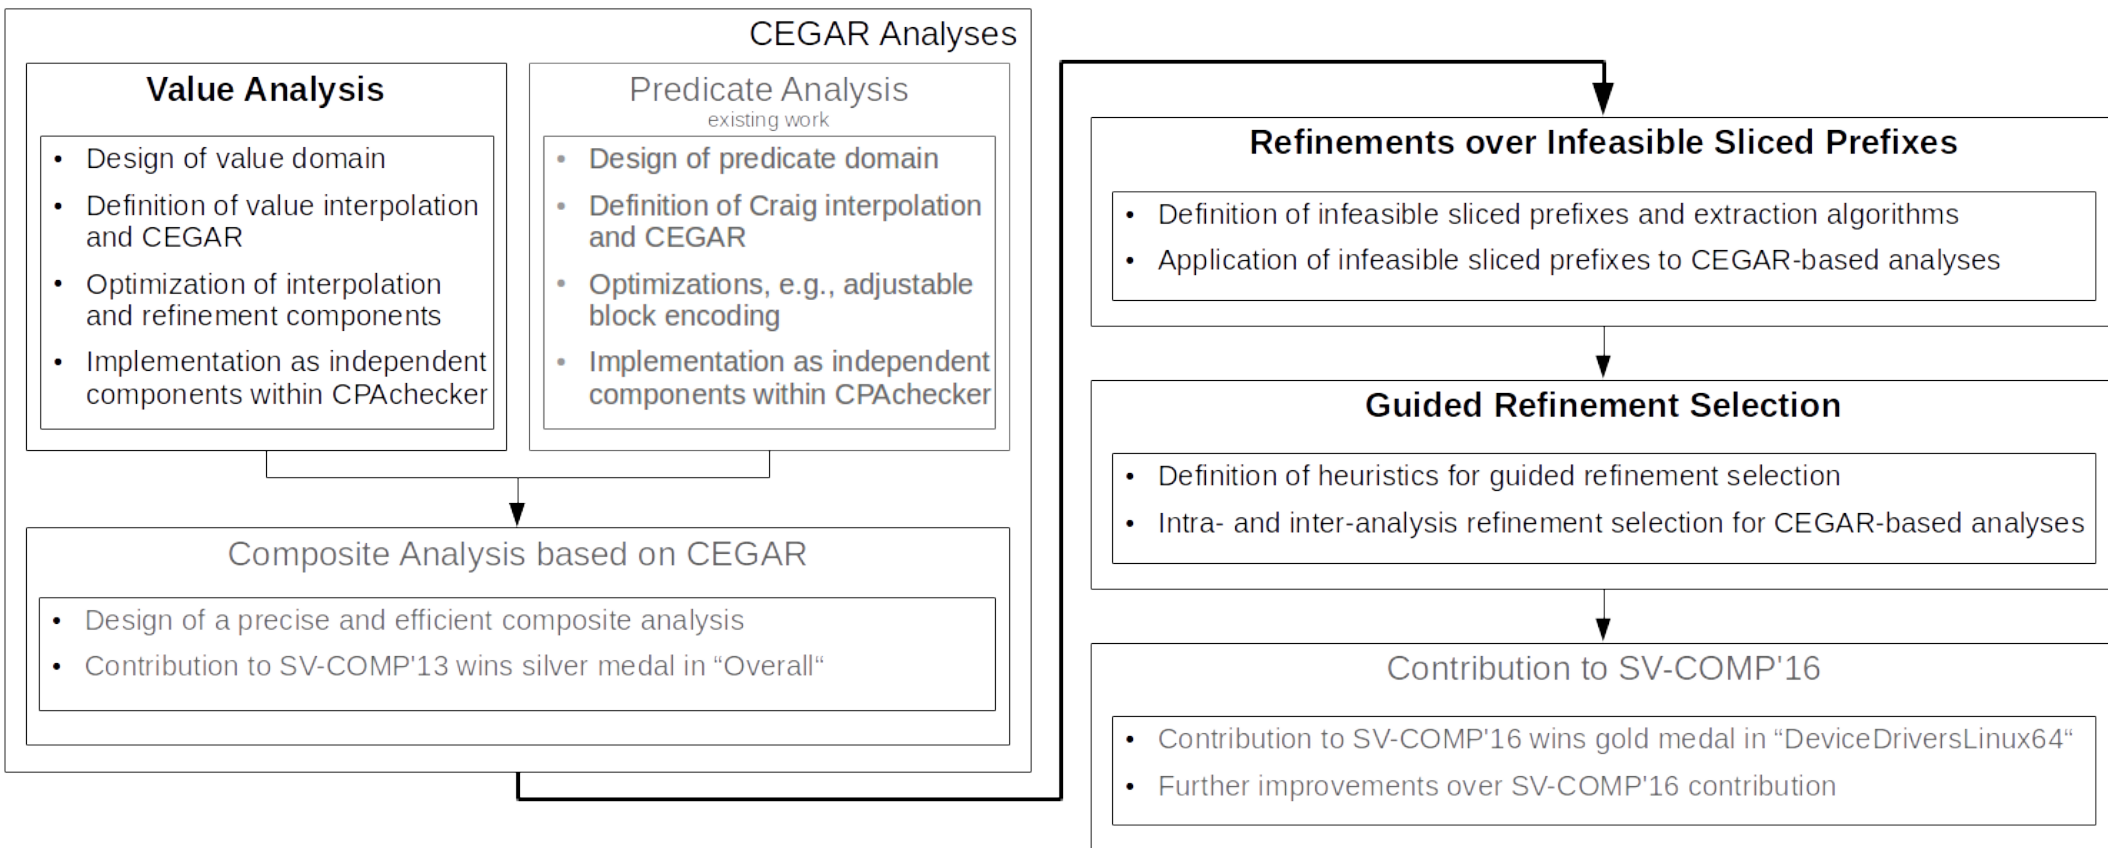 CEGAR Analyses
Value Analysis
• Design of value domain
• Definition of value interpolation
and CEGAR
• Optimization of interpolation
and refinement components
• Implementation as independent
components within CPAchecker
Predicate Analysis
existing work
• Design of predicate domain
• Definition of Craig interpolation
and CEGAR
• Optimizations, e.g., adjustable
block encoding
• Implementation as independent
components within CPAchecker
Composite Analysis based on CEGAR
• Design of a precise and efficient composite analysis
• Contribution to SV-COMP'13 wins silver medal in “Overall“
Refinements over Infeasible Sliced Prefixes
• Definition of infeasible sliced prefixes and extraction algorithms
• Application of infeasible sliced prefixes to CEGAR-based analyses
Guided Refinement Selection
• Definition of heuristics for guided refinement selection
• Intra- and inter-analysis refinement selection for CEGAR-based analyses
Contribution to SV-COMP'16
• Contribution to SV-COMP'16 wins gold medal in “DeviceDriversLinux64“
• Further improvements over SV-COMP'16 contribution